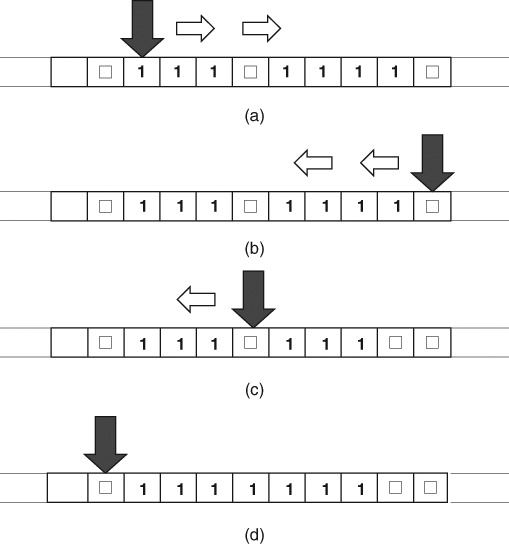 □ 1 1 1 □ 1 1 1 1 □
(a)
□ 1 1 1 □ 1 1 1 1 □
(b)
□ 1 1 1 □ 1 1 1 □ □
(c)
□ 1 1 1 1 1 1 1 □ □
(d)